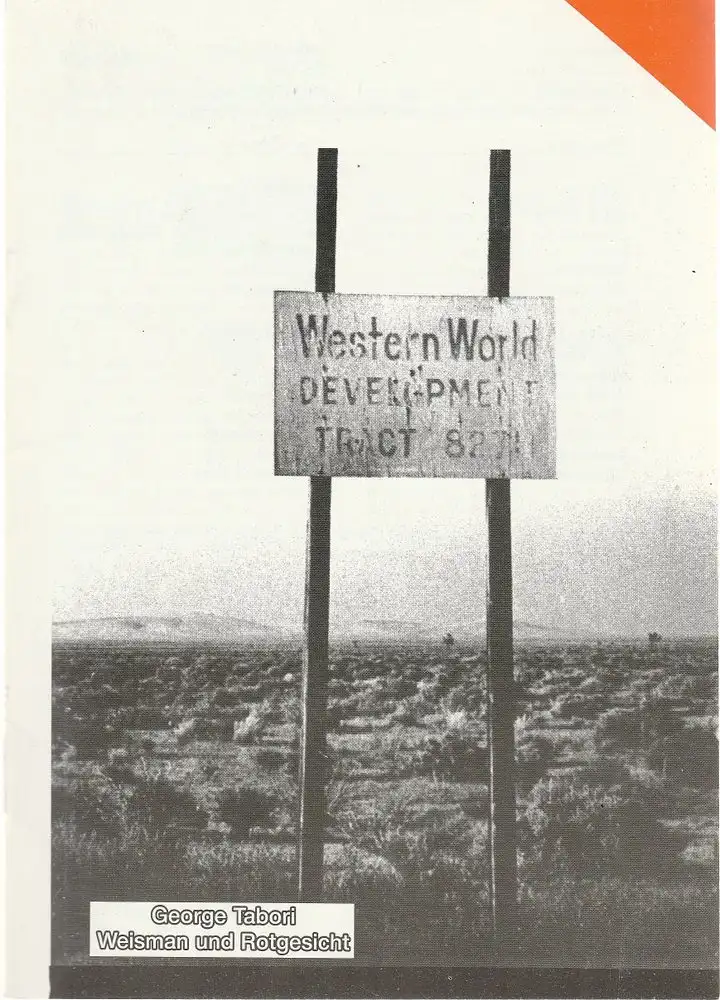 Western World
DEVELOPMENT
TRACT
George Tabori
Weisman und Rotgesicht